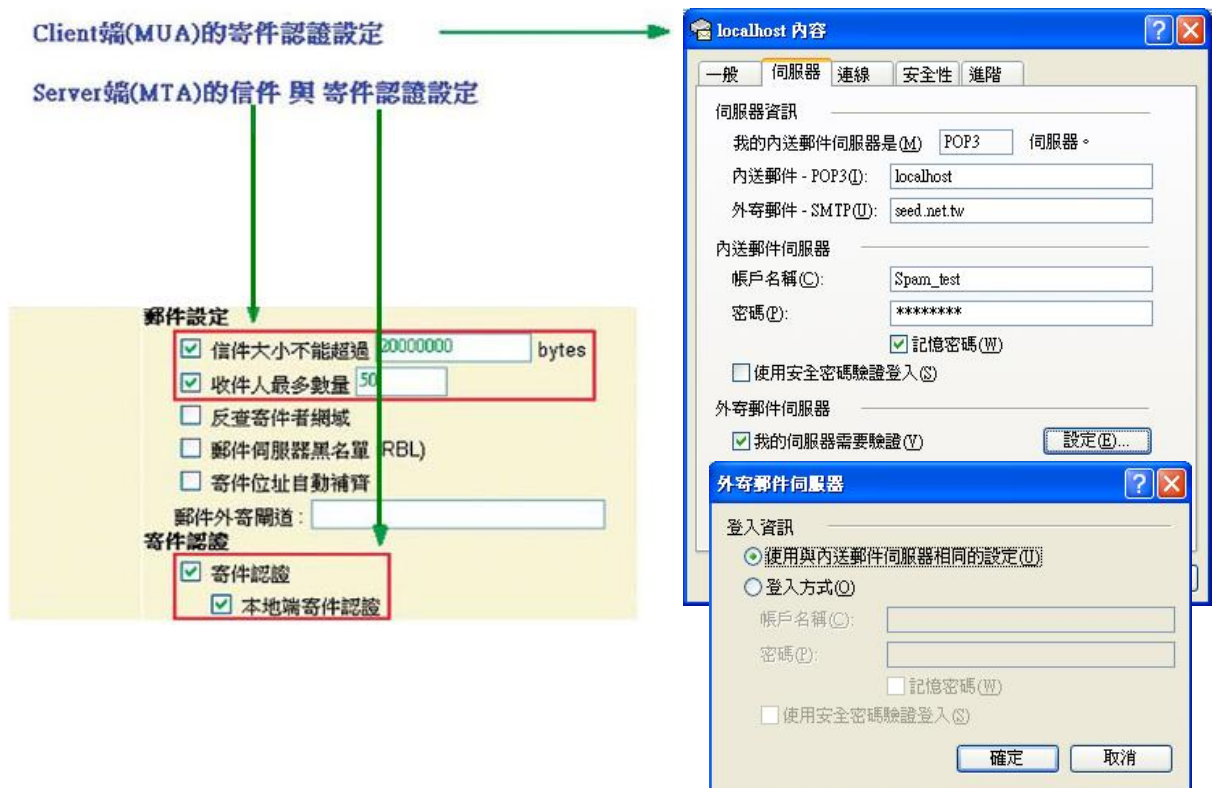 Client端(MUA)的寄件認證設定
Server端(MTA)的信件 與 寄件認證設定
郵件設定
信件大小不能超過 20000000 bytes
收件人最多數量 50
反查寄件者網域
郵件伺服器黑名單 RBL)
寄件位址自動補齊
郵件外寄閘道 :
寄件認證
寄件認證
本地端寄件認證
localhost 內容
一般 伺服器 連線 安全性 進階
伺服器資訊
我的內送郵件伺服器是(M) POP3 伺服器。
內送郵件 - POP3(I): localhost
外寄郵件 - SMTP(U): seed.net.tw
內送郵件伺服器
帳戶名稱(C): Spam_test
密碼(P): ********
記憶密碼(W)
使用安全密碼驗證登入(S)
外寄郵件伺服器
我的伺服器需要驗證(V) 設定(E)...
外寄郵件伺服器
登入資訊
使用與內送郵件伺服器相同的設定(U)
登入方式(O)
帳戶名稱(C):
密碼(P):
記憶密碼(W)
使用安全密碼驗證登入(S)
確定 取消